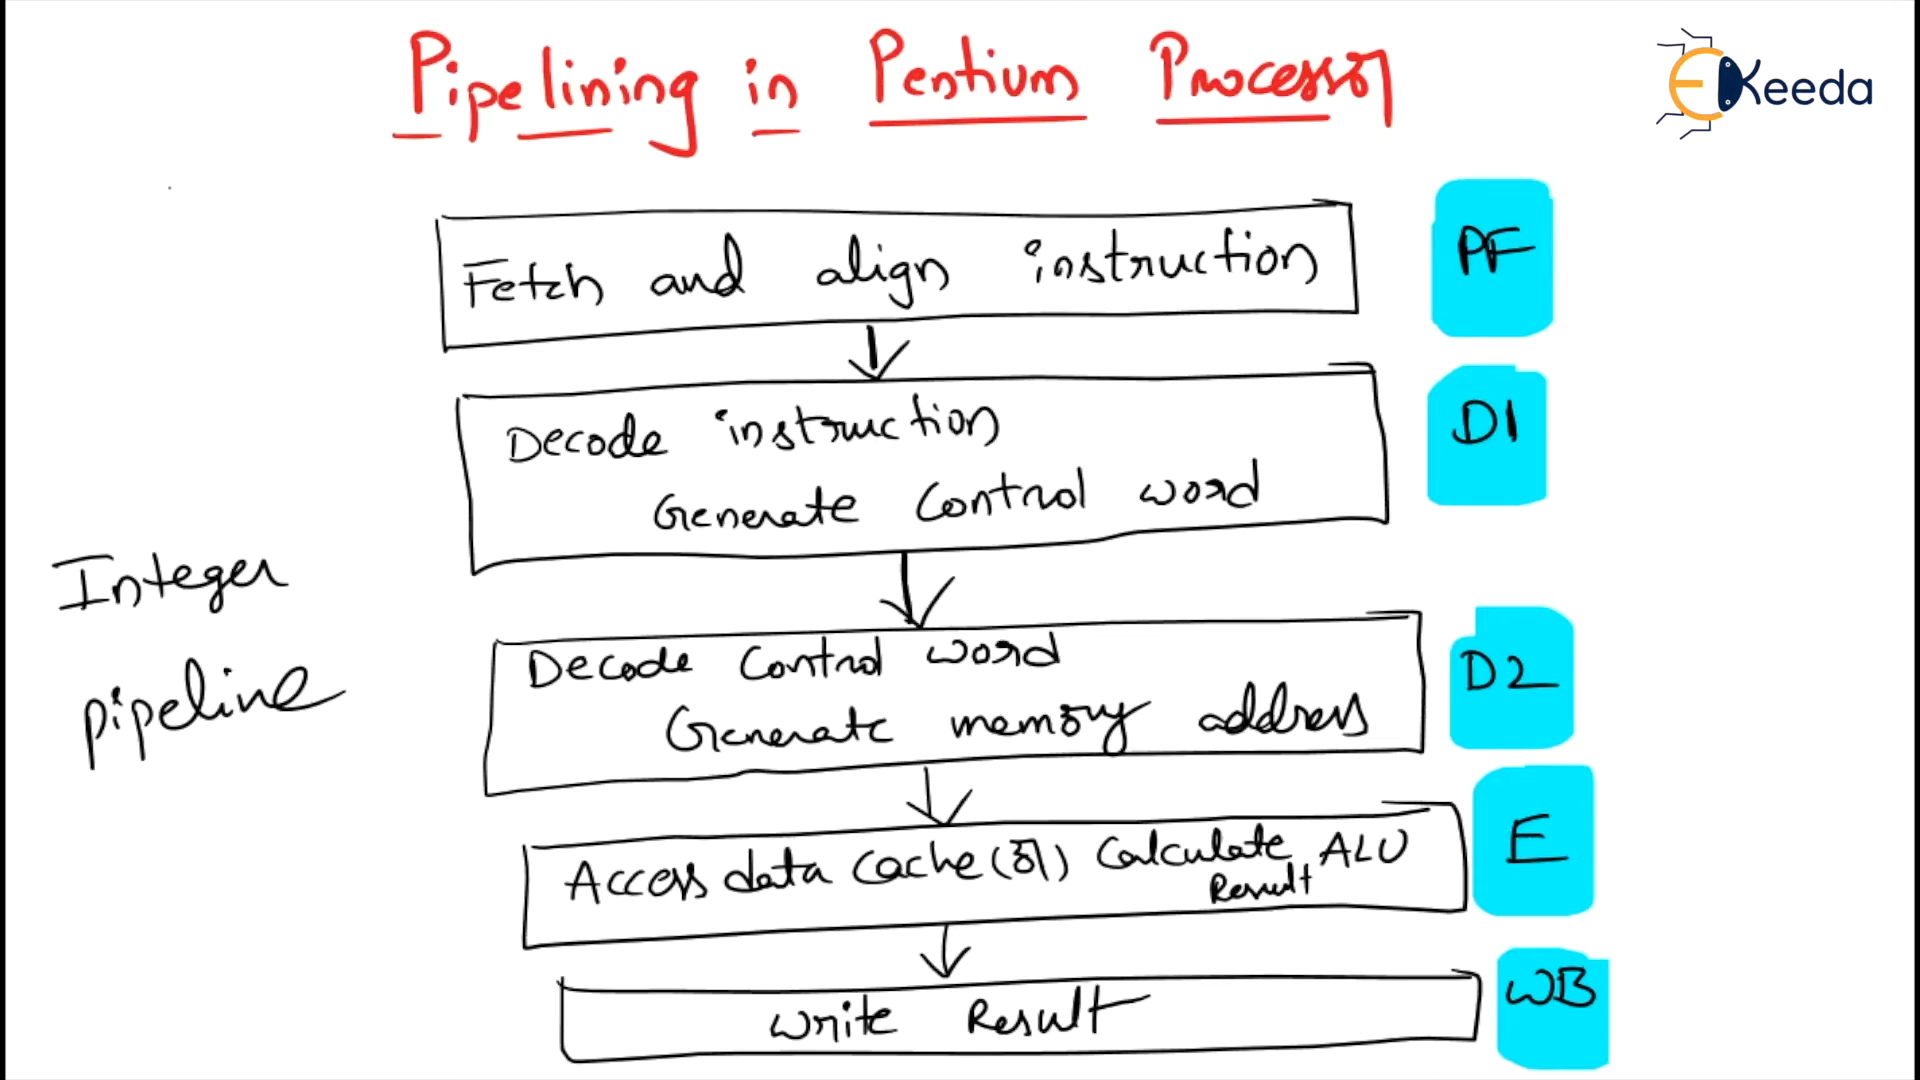 Pipelining in Pentium Processor
EKeeda
Fetch and align instruction
PF
Decode instruction
Generate control word
D1
Integer
pipeline
Decode control word
Generate memory address
D2
Access data cache (or) calculate ALU
Result
E
Write Result
WB